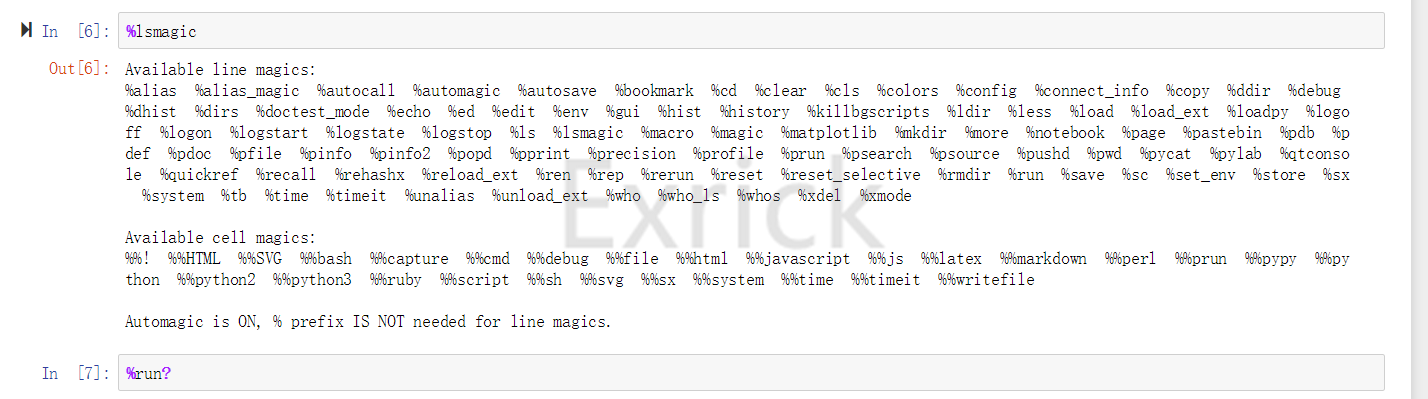 In [6]: %lsmagic
Out[6]: Available line magics:
%alias %alias_magic %autocall %automagic %autosave %bookmark %cd %clear %cls %colors %config %connect_info %copy %ddir %debug
%dhist %dirs %doctest_mode %echo %ed %edit %env %gui %hist %history %killbgscripts %ldir %less %load %load_ext %loadpy %logo
ff %logon %logstart %logstate %logstop %ls %lsmagic %macro %magic %matplotlib %mkdir %more %notebook %page %pastebin %pdb %p
def %pdoc %pfile %pinfo %pinfo2 %popd %pprint %precision %profile %prun %psearch %psource %pushd %pwd %pycat %pylab %qtconso
le %quickref %recall %rehashx %reload_ext %ren %rep %rerun %reset %reset_selective %rmdir %run %save %sc %set_env %store %sx
%system %tb %time %timeit %unalias %unload_ext %who %who_ls %whos %xdel %xmode
Exrick
Available cell magics:
%%! %%HTML %%SVG %%bash %%capture %%cmd %%debug %%file %%html %%javascript %%js %%latex %%markdown %%perl %%prun %%pypy %%py
thon %%python2 %%python3 %%ruby %%script %%sh %%svg %%sx %%system %%time %%timeit %%writefile
Automagic is ON, % prefix IS NOT needed for line magics.
In [7]: %run?